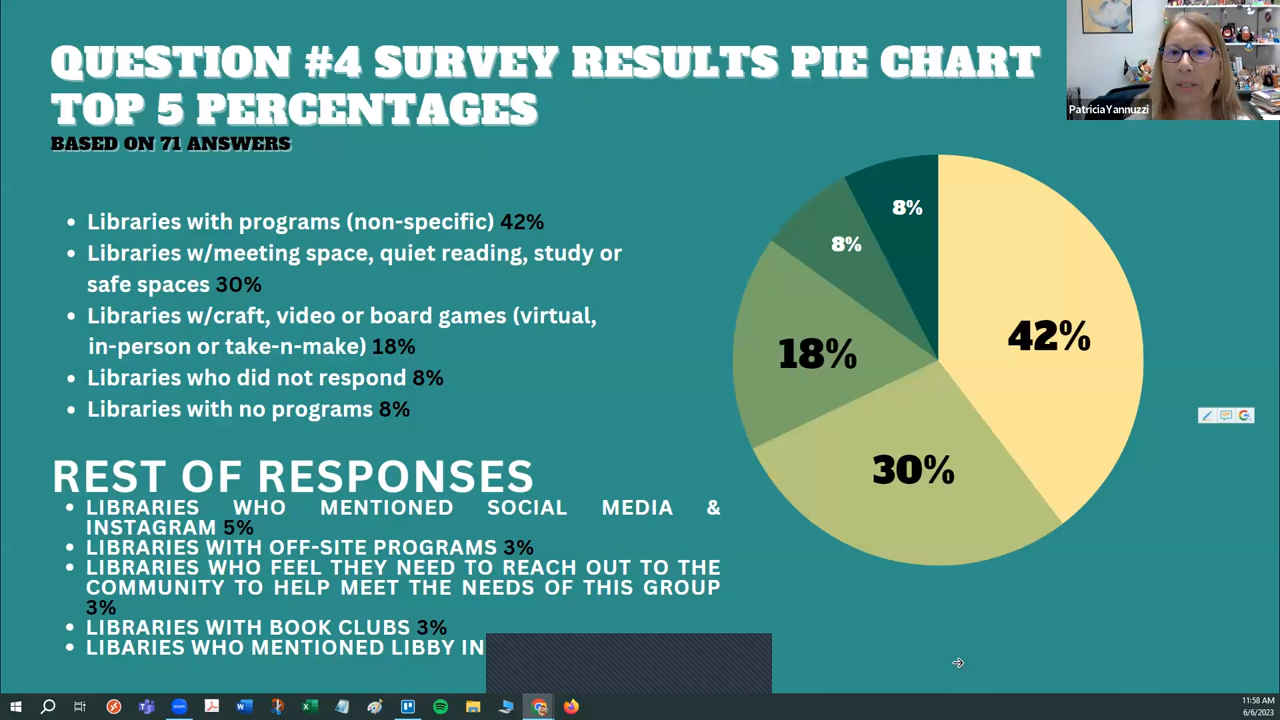 QUESTION #4 SURVEY RESULTS PIE CHART
TOP 5 PERCENTAGES
BASED ON 71 ANSWERS
Patricia Yannuzzi
• Libraries with programs (non-specific) 42%
• Libraries w/meeting space, quiet reading, study or
safe spaces 30%
• Libraries w/craft, video or board games (virtual,
in-person or take-n-make) 18%
• Libraries who did not respond 8%
• Libraries with no programs 8%
8%
8%
42%
18%
30%
REST OF RESPONSES
• LIBRARIES WHO MENTIONED SOCIAL MEDIA &
INSTAGRAM 5%
• LIBRARIES WITH OFF-SITE PROGRAMS 3%
• LIBRARIES WHO FEEL THEY NEED TO REACH OUT TO THE
COMMUNITY TO HELP MEET THE NEEDS OF THIS GROUP
3%
• LIBRARIES WITH BOOK CLUBS 3%
• LIBARIES WHO MENTIONED LIBBY IN
11:58 AM
6/6/2023